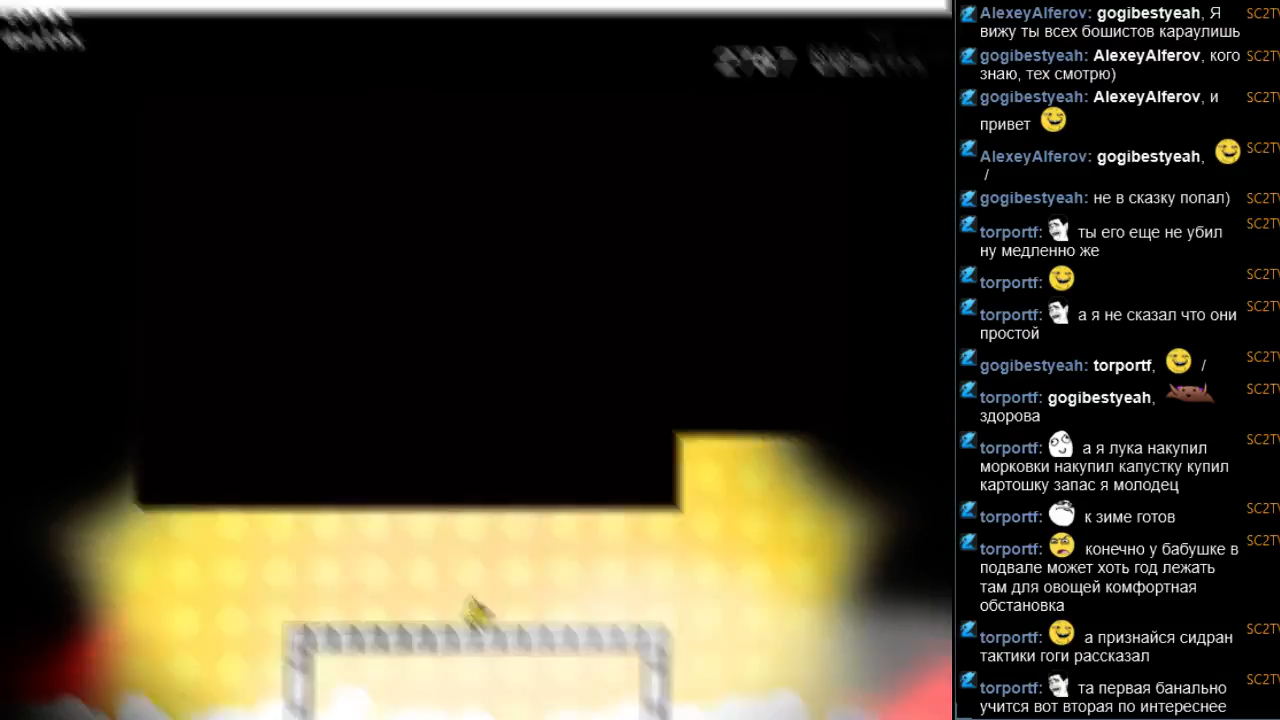 AlexeyAlferov: gogibestyeah, Я
вижу ты всех бошистов караулишь
gogibestyeah: AlexeyAlferov, кого
знаю, тех смотрю)
gogibestyeah: AlexeyAlferov, и
привет
AlexeyAlferov: gogibestyeah,
/
gogibestyeah: не в сказку попал)
torportf: ты его еще не убил
ну медленно же
torportf:
torportf: а я не сказал что они
простой
gogibestyeah: torportf, /
torportf: gogibestyeah,
здорова
torportf: а я лука накупил
морковки накупил капустку купил
картошку запас я молодец
torportf: к зиме готов
torportf: конечно у бабушке в
подвале может хоть год лежать
там для овощей комфортная
обстановка
torportf: а признайся сидран
тактики гоги рассказал
torportf: та первая банально
учится вот вторая по интереснее